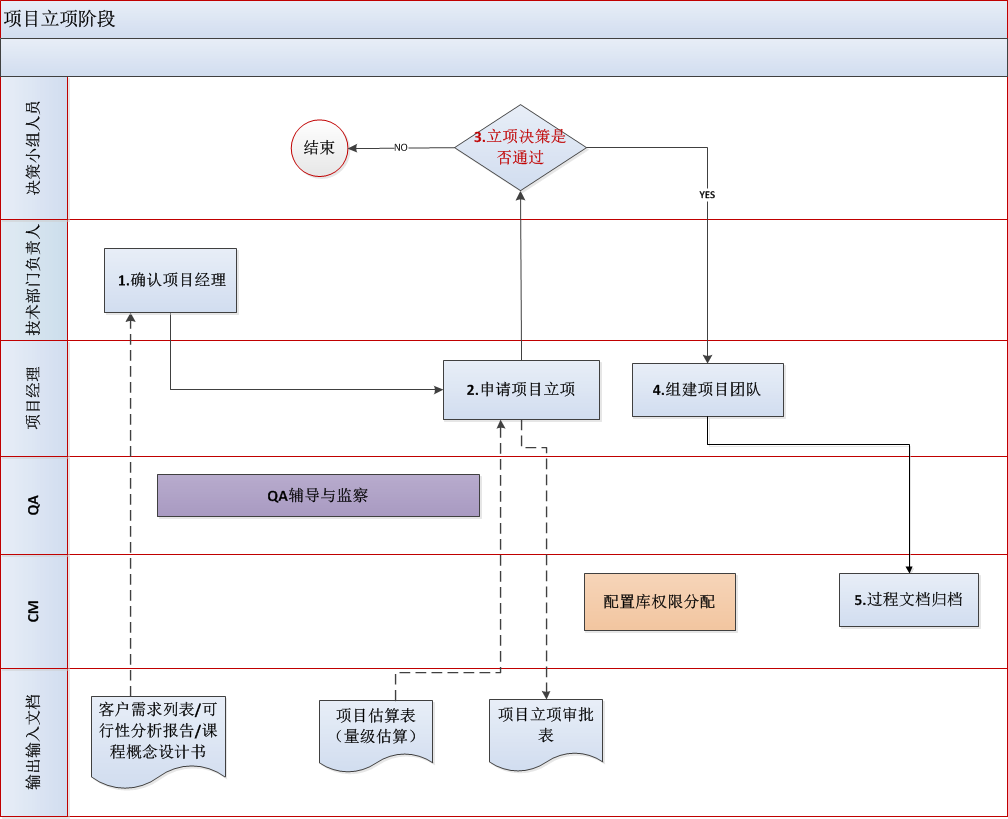 项目立项阶段
决策小组人员
结束
NO
3.立项决策是
否通过
YES
技术部门负责人
1.确认项目经理
项目经理
2.申请项目立项
4.组建项目团队
QA
QA辅导与监察
CM
配置库权限分配
5.过程文档归档
输出输入文档
客户需求列表/可
行性分析报告/课
程概念设计书
项目估算表
（量级估算）
项目立项审批
表